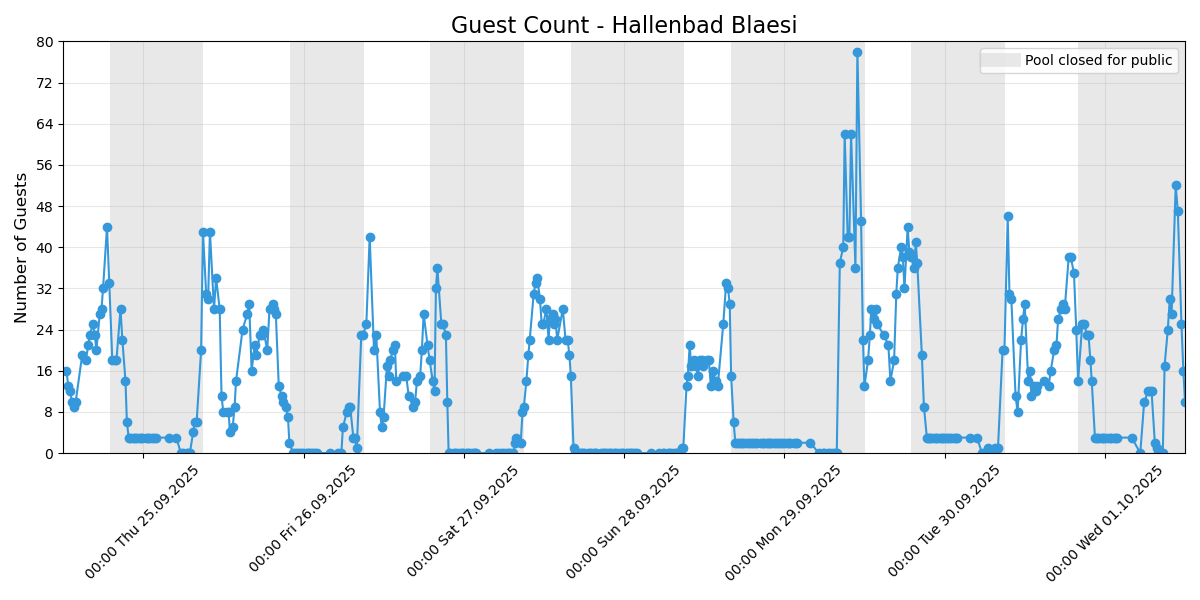 Guest Count - Hallenbad Blaesi
Number of Guests
80
72
64
56
48
40
32
24
16
8
0
Pool closed for public
00:00 Thu 25.09.2025
00:00 Fri 26.09.2025
00:00 Sat 27.09.2025
00:00 Sun 28.09.2025
00:00 Mon 29.09.2025
00:00 Tue 30.09.2025
00:00 Wed 01.10.2025